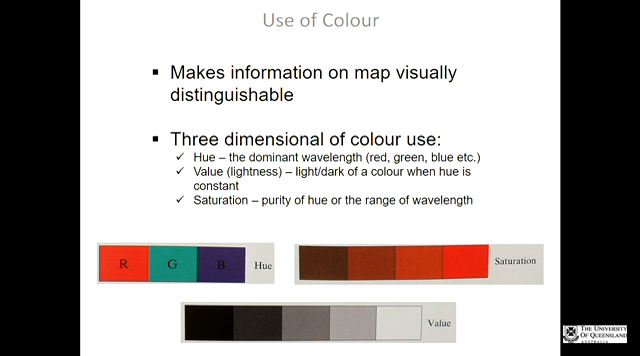 Use of Colour
▪ Makes information on map visually
distinguishable
▪ Three dimensional of colour use:
✓ Hue – the dominant wavelength (red, green, blue etc.)
✓ Value (lightness) – light/dark of a colour when hue is
constant
✓ Saturation – purity of hue or the range of wavelength
R G B Hue
Saturation
Value
THE UNIVERSITY
OF QUEENSLAND
AUSTRALIA